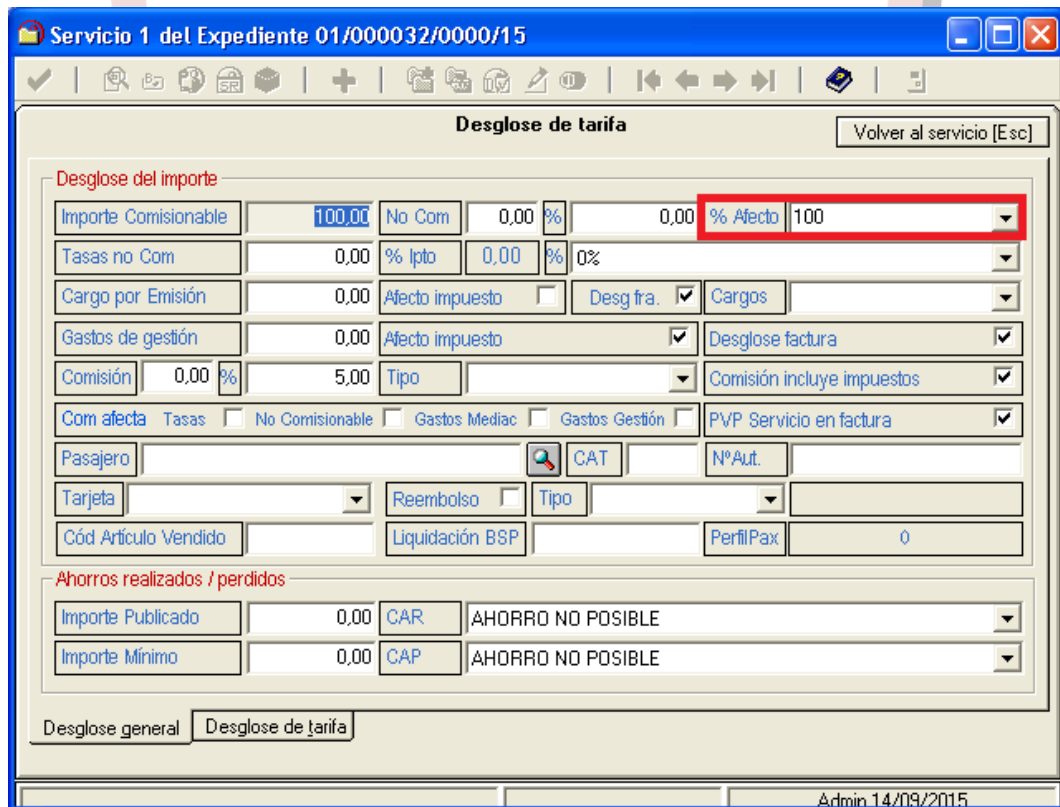 Servicio 1 del Expediente 01/000032/0000/15
SR
Desglose de tarifa
Volver al servicio [Esc]
Desglose del importe
Importe Comisionable 100,00 No Com 0,00 % 0,00 % Afecto 100
Tasas no Com 0,00 % Ipto 0,00 % 0%
Cargo por Emisión 0,00 Afecto impuesto Desg fra. Cargos
Gastos de gestión 0,00 Afecto impuesto Desglose factura
Comisión 0,00 % 5,00 Tipo Comisión incluye impuestos
Com afecta Tasas No Comisionable Gastos Mediac Gastos Gestión PVP Servicio en factura
Pasajero CAT NºAut.
Tarjeta Reembolso Tipo
Cód Artículo Vendido Liquidación BSP PerfilPax 0
Ahorros realizados / perdidos
Importe Publicado 0,00 CAR AHORRO NO POSIBLE
Importe Mínimo 0,00 CAP AHORRO NO POSIBLE
Desglose general Desglose de tarifa
Admin 14/09/2015